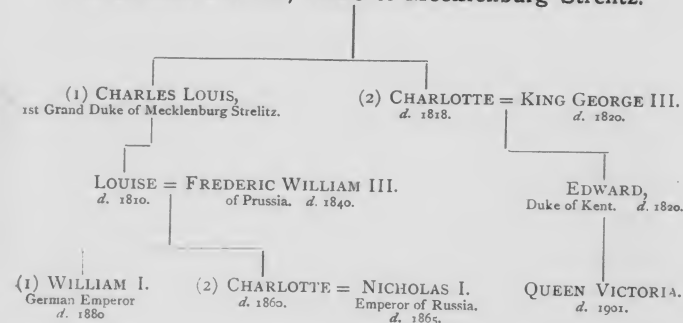 Mecklenburg Strelitz.
(1) CHARLES LOUIS,
1st Grand Duke of Mecklenburg Strelitz.
(2) CHARLOTTE = KING GEORGE III.
d. 1818. d. 1820.
LOUISE = FREDERIC WILLIAM III.
d. 1810. of Prussia. d. 1840.
EDWARD,
Duke of Kent. d. 1820.
(1) WILLIAM I.
German Emperor
d. 1880
(2) CHARLOTTE = NICHOLAS I.
d. 1860. Emperor of Russia.
d. 1865.
QUEEN VICTORIA.
d. 1901.